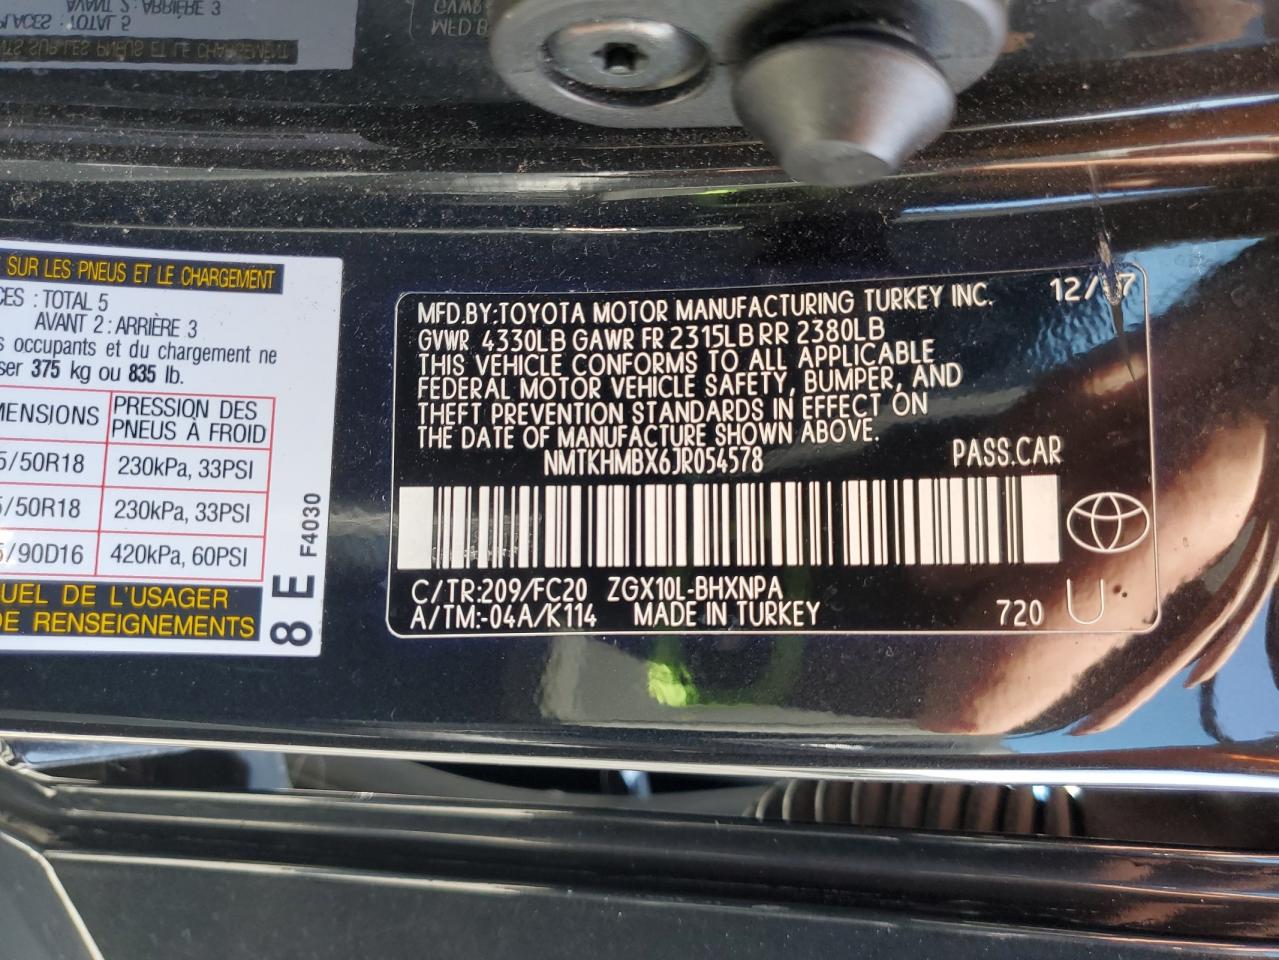 SUR LES PNEUS ET LE CHARGEMENT
CES : TOTAL 5
AVANT 2 : ARRIÈRE 3
s occupants et du chargement ne
ser 375 kg ou 835 lb.
MENSIONS PRESSION DES
PNEUS À FROID
5/50R18 230kPa, 33PSI
5/50R18 230kPa, 33PSI
5/90D16 420kPa, 60PSI
UEL DE L'USAGER
DE RENSEIGNEMENTS
8 E F4030
MFD.BY:TOYOTA MOTOR MANUFACTURING TURKEY INC. 12/17
GVWR 4330LB GAWR FR 2315LB RR 2380LB
THIS VEHICLE CONFORMS TO ALL APPLICABLE
FEDERAL MOTOR VEHICLE SAFETY, BUMPER, AND
THEFT PREVENTION STANDARDS IN EFFECT ON
THE DATE OF MANUFACTURE SHOWN ABOVE.
NMTKHMBX6JR054578 PASS.CAR
C/TR:209/FC20 ZGX10L-BHXNPA
A/TM:-04A/K114 MADE IN TURKEY 720 U